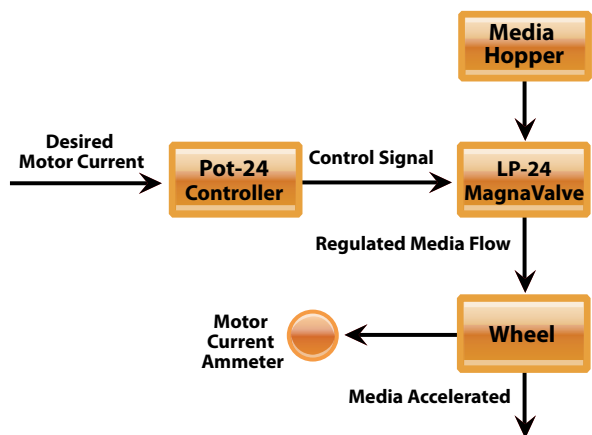 Media
Hopper
Desired
Motor Current
Pot-24
Controller
Control Signal
LP-24
MagnaValve
Regulated Media Flow
Motor
Current
Ammeter
Wheel
Media Accelerated